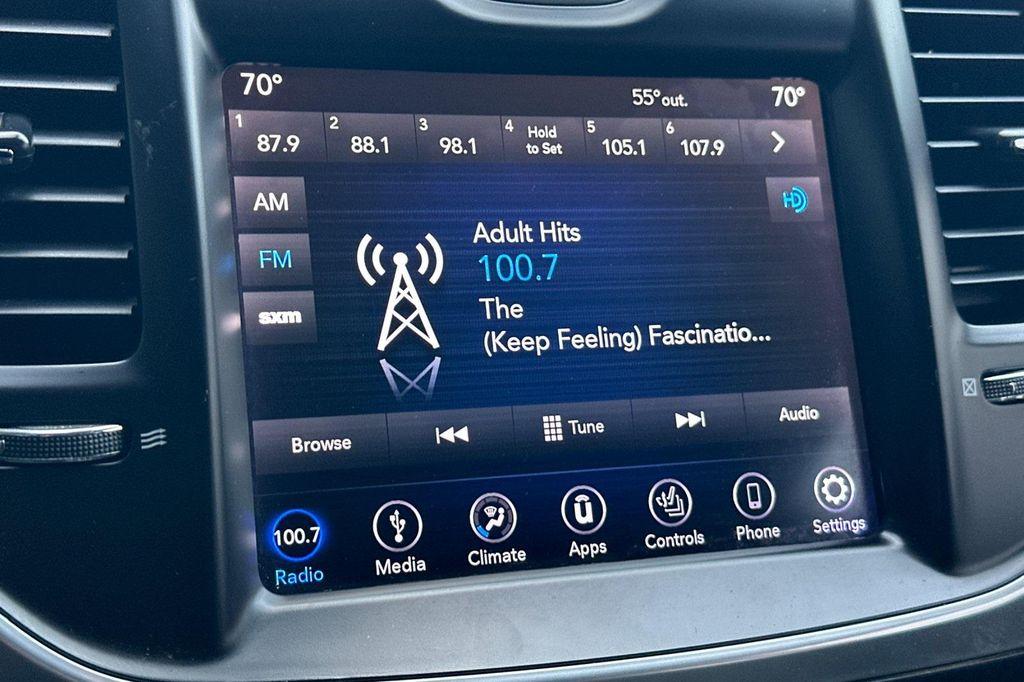 70° 55° out. 70°
1 87.9 2 88.1 3 98.1 4 Hold to Set 5 105.1 6 107.9
AM
HD
FM
sxm
Adult Hits
100.7
The
(Keep Feeling) Fascinatio...
Browse Tune Audio
100.7
Radio Media Climate Apps Controls Phone Settings